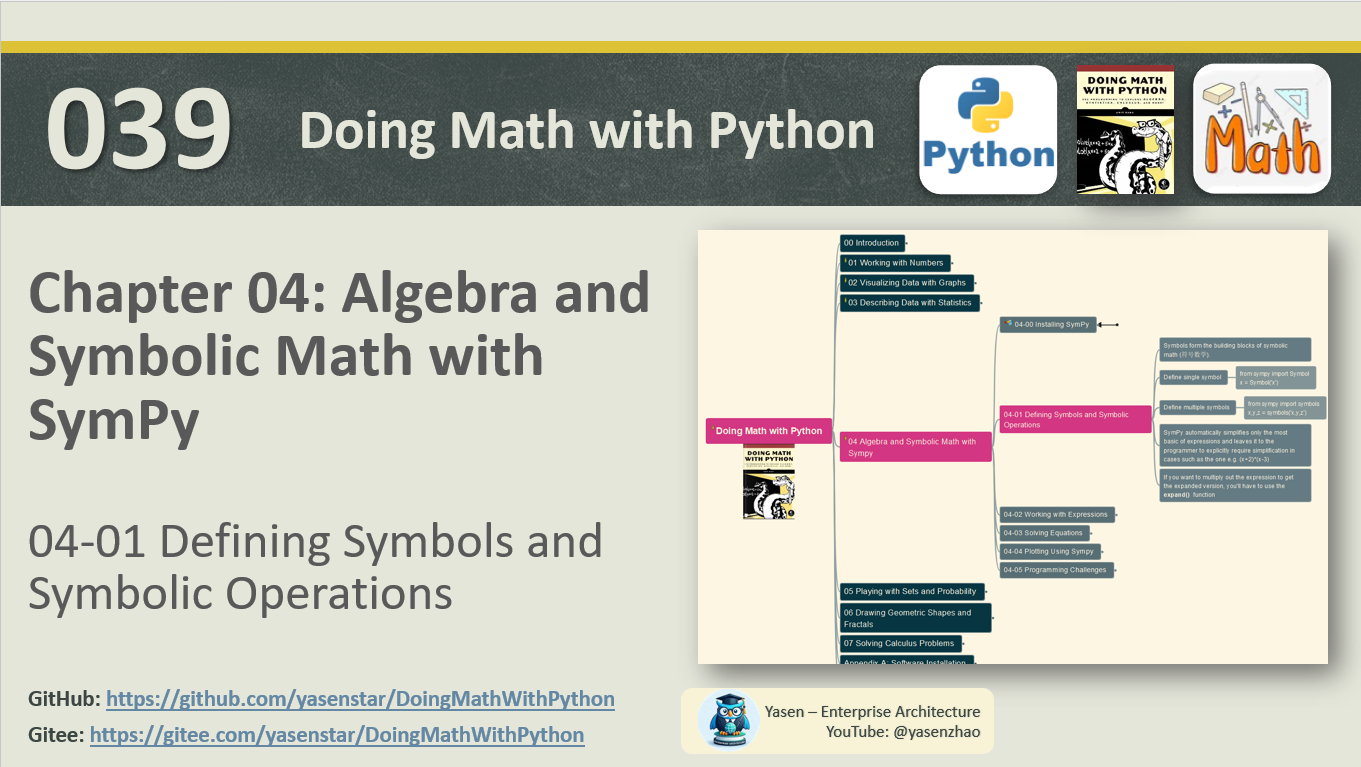 039
Doing Math with Python
Python
DOING MATH
WITH PYTHON
Math
Chapter 04: Algebra and
Symbolic Math with
SymPy
04-01 Defining Symbols and
Symbolic Operations
GitHub: https://github.com/yasenstar/DoingMathWithPython
Gitee: https://gitee.com/yasenstar/DoingMathWithPython
Doing Math with Python
DOING MATH
WITH PYTHON
00 Introduction
01 Working with Numbers
02 Visualizing Data with Graphs
03 Describing Data with Statistics
04 Algebra and Symbolic Math with
Sympy
04-00 Installing SymPy
04-01 Defining Symbols and Symbolic
Operations
Symbols form the building blocks of symbolic
math (符号数学).
Define single symbol
from sympy import Symbol
x = Symbol('x')
Define multiple symbols
from sympy import symbols
x,y,z = symbols('x,y,z')
SymPy automatically simplifies only the most
basic of expressions and leaves it to the
programmer to explicitly require simplification in
cases such as the one e.g. (x+2)*(x-3)
If you want to multiply out the expression to get
the expanded version, you'll have to use the
expand() function
04-02 Working with Expressions
04-03 Solving Equations
04-04 Plotting Using Sympy
04-05 Programming Challenges
05 Playing with Sets and Probability
06 Drawing Geometric Shapes and
Fractals
07 Solving Calculus Problems
Appendix A: Software Installation
Yasen – Enterprise Architecture
YouTube: @yasenzhao